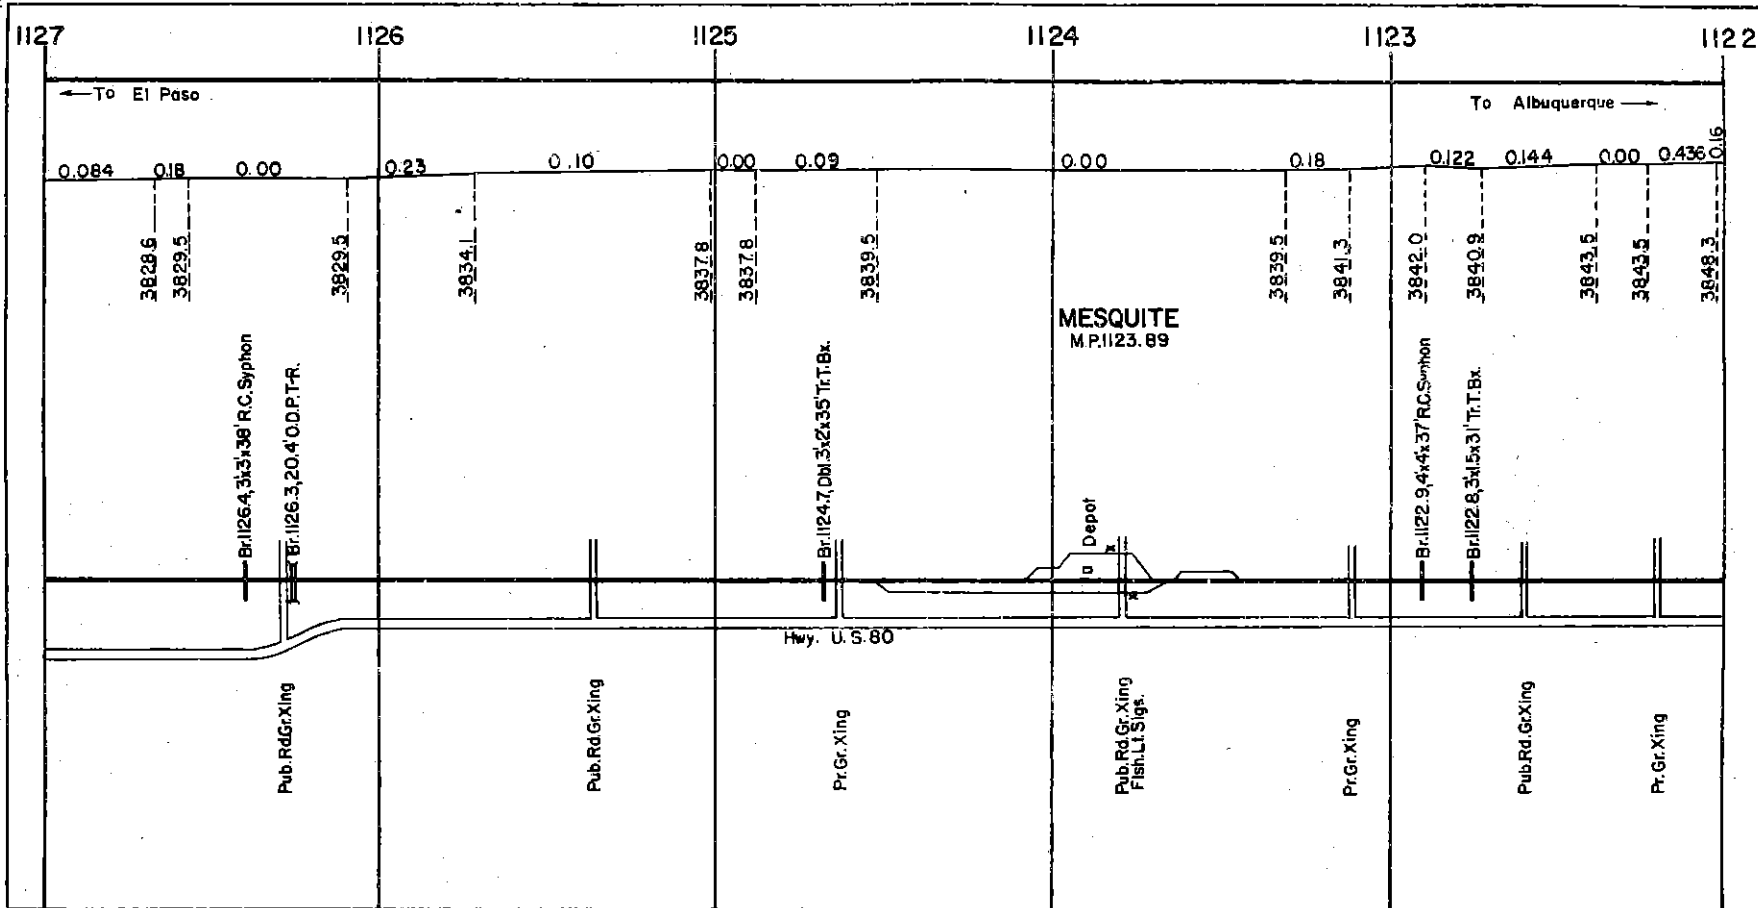 1127 1126 1125 1124 1123 1122
←To El Paso
To Albuquerque →
0.084 0.18 0.00 0.23 0.10 0.00 0.09 0.00 0.18 0.122 0.144 0.00 0.436 0.16
3828.6 3829.5 3829.5 3834.1 3837.8 3837.8 3839.5 3839.5 3841.3 3842.0 3840.9 3843.5 3843.5 3848.3
MESQUITE
M.P.1123.89
Br.1126.4,3'x3'x38' R.C. Syphon
Br.1126.3,20.4' O.D.P.T-R.
Br.1124.7, Dbl.3'x2'x35' Tr.T.Bx.
Depot
Br.1122.9,4'x4'x37' R.C. Syphon
Br.1122.8,3'x1.5'x31' Tr.T.Bx.
Hwy. U.S.80
Pub.Rd.Gr.Xing
Pub.Rd.Gr.Xing
Pr.Gr.Xing
Pub.Rd.Gr.Xing
Flsh.Lt.Sigs.
Pr.Gr.Xing
Pub.Rd.Gr.Xing
Pr.Gr.Xing